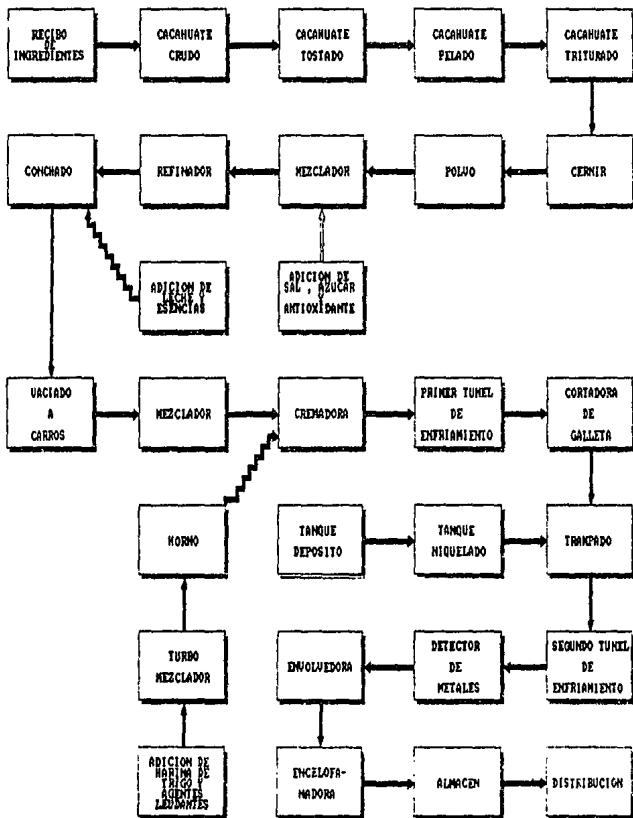 RECIBO
DE
INGREDIENTES
CACAHUATE
CRUDO
CACAHUATE
TOSTADO
CACAHUATE
PELADO
CACAHUATE
TRITURADO
CONCHADO
REFINADOR
MEZCLADOR
POLVO
CERNIR
ADICION DE
LECHE Y
ESENCIAS
ADICION DE
SAL , AZUCAR
Y
ANTIOXIDANTE
VACIADO
A
CARROS
MEZCLADOR
CREMADORA
PRIMER TUNEL
DE
ENFRIAMIENTO
CORTADORA
DE
GALLETA
HORNO
TANQUE
DEPOSITO
TANQUE
NIQUELADO
TRAMPADO
TURBO
MEZCLADOR
ENVOLVEDORA
DETECTOR
DE
METALES
SEGUNDO TUNEL
DE
ENFRIAMIENTO
ADICION DE
HARINA DE
TRIGO Y
AGENTES
LEUDANTES
ENCELOFA-
NADORA
ALMACEN
DISTRIBUCION